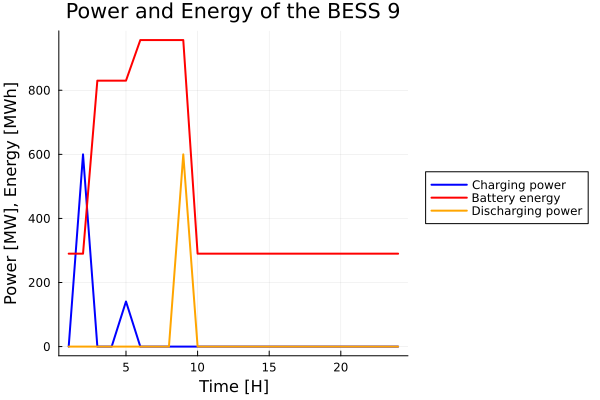 Power and Energy of the BESS 9
Power [MW], Energy [MWh]
800
600
400
200
0
5
10
15
20
Time [H]
Charging power
Battery energy
Discharging power